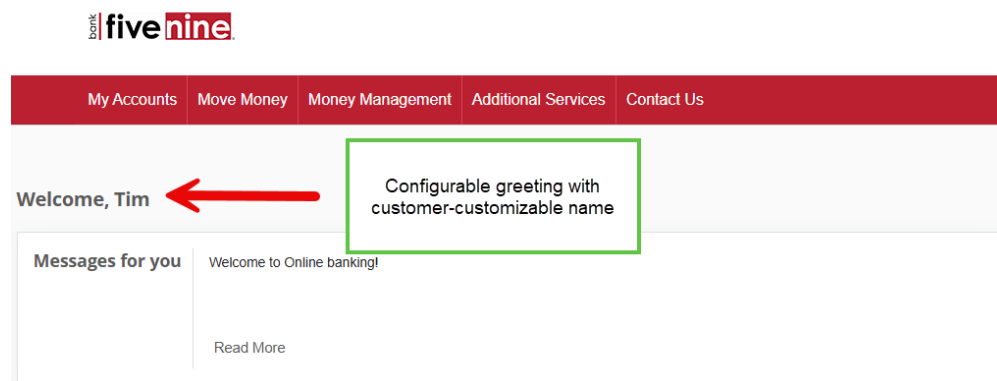 bank five nine
My Accounts Move Money Money Management Additional Services Contact Us
Configurable greeting with
customer-customizable name
Welcome, Tim
Messages for you Welcome to Online banking!
Read More